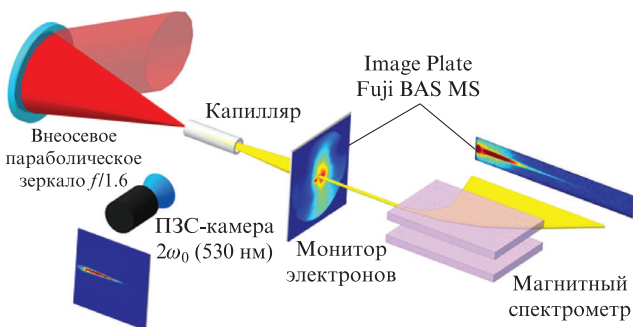 Image Plate
Fuji BAS MS
Капилляр
Внеосевое
параболическое
зеркало f/1.6
ПЗС-камера
2ω₀ (530 нм)
Монитор
электронов
Магнитный
спектрометр